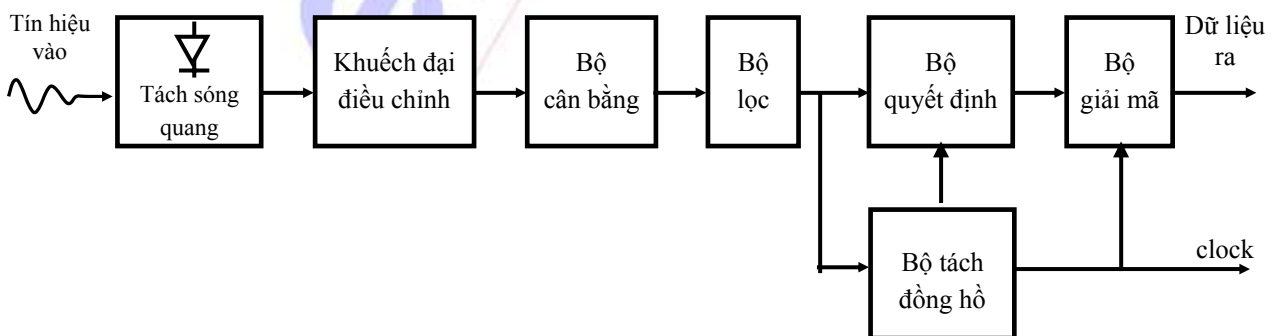 Tín hiệu
vào
Tách sóng
quang
Khuếch đại
điều chỉnh
Bộ
cân bằng
Bộ
lọc
Bộ
quyết định
Bộ
giải mã
Dữ liệu
ra
Bộ tách
đồng hồ
clock